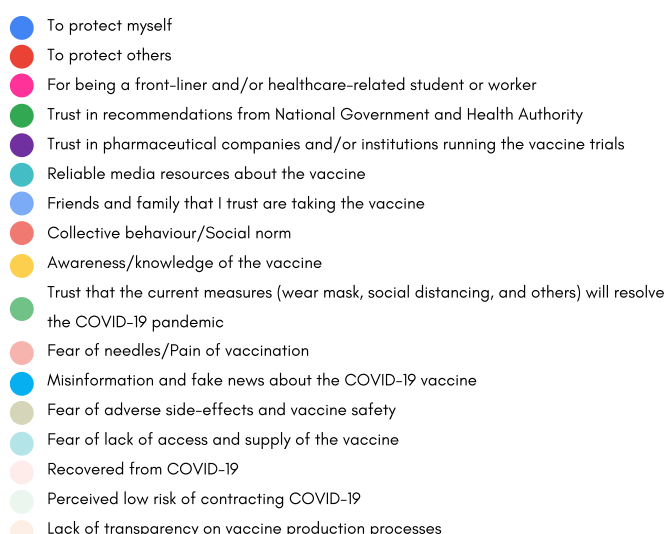 To protect myself
To protect others
For being a front-liner and/or healthcare-related student or worker
Trust in recommendations from National Government and Health Authority
Trust in pharmaceutical companies and/or institutions running the vaccine trials
Reliable media resources about the vaccine
Friends and family that I trust are taking the vaccine
Collective behaviour/Social norm
Awareness/knowledge of the vaccine
Trust that the current measures (wear mask, social distancing, and others) will resolve
the COVID-19 pandemic
Fear of needles/Pain of vaccination
Misinformation and fake news about the COVID-19 vaccine
Fear of adverse side-effects and vaccine safety
Fear of lack of access and supply of the vaccine
Recovered from COVID-19
Perceived low risk of contracting COVID-19
Lack of transparency on vaccine production processes